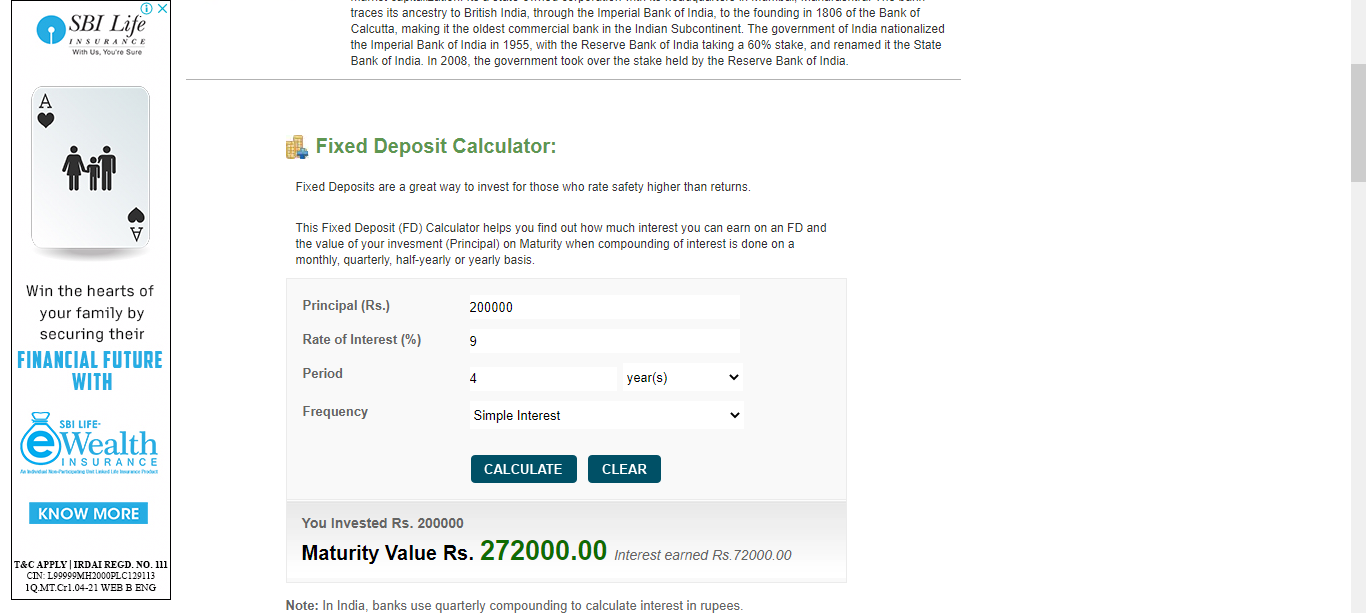 SBI Life
INSURANCE
With Us, You're Sure
A
A
Win the hearts of
your family by
securing their
FINANCIAL FUTURE
WITH
SBI LIFE-
eWealth
INSURANCE
An Individual Non-Participating Unit Linked Life Insurance Product
KNOW MORE
T&C APPLY | IRDAI REGD. NO. 111
CIN: L99999MH2000PLC129113
1Q.MT.Cr1.04-21 WEB B ENG
traces its ancestry to British India, through the Imperial Bank of India, to the founding in 1806 of the Bank of
Calcutta, making it the oldest commercial bank in the Indian Subcontinent. The government of India nationalized
the Imperial Bank of India in 1955, with the Reserve Bank of India taking a 60% stake, and renamed it the State
Bank of India. In 2008, the government took over the stake held by the Reserve Bank of India.
Fixed Deposit Calculator:
Fixed Deposits are a great way to invest for those who rate safety higher than returns.
This Fixed Deposit (FD) Calculator helps you find out how much interest you can earn on an FD and
the value of your invesment (Principal) on Maturity when compounding of interest is done on a
monthly, quarterly, half-yearly or yearly basis.
Principal (Rs.) 200000
Rate of Interest (%) 9
Period 4 year(s)
Frequency Simple Interest
CALCULATE CLEAR
You Invested Rs. 200000
Maturity Value Rs. 272000.00 Interest earned Rs.72000.00
Note: In India, banks use quarterly compounding to calculate interest in rupees.